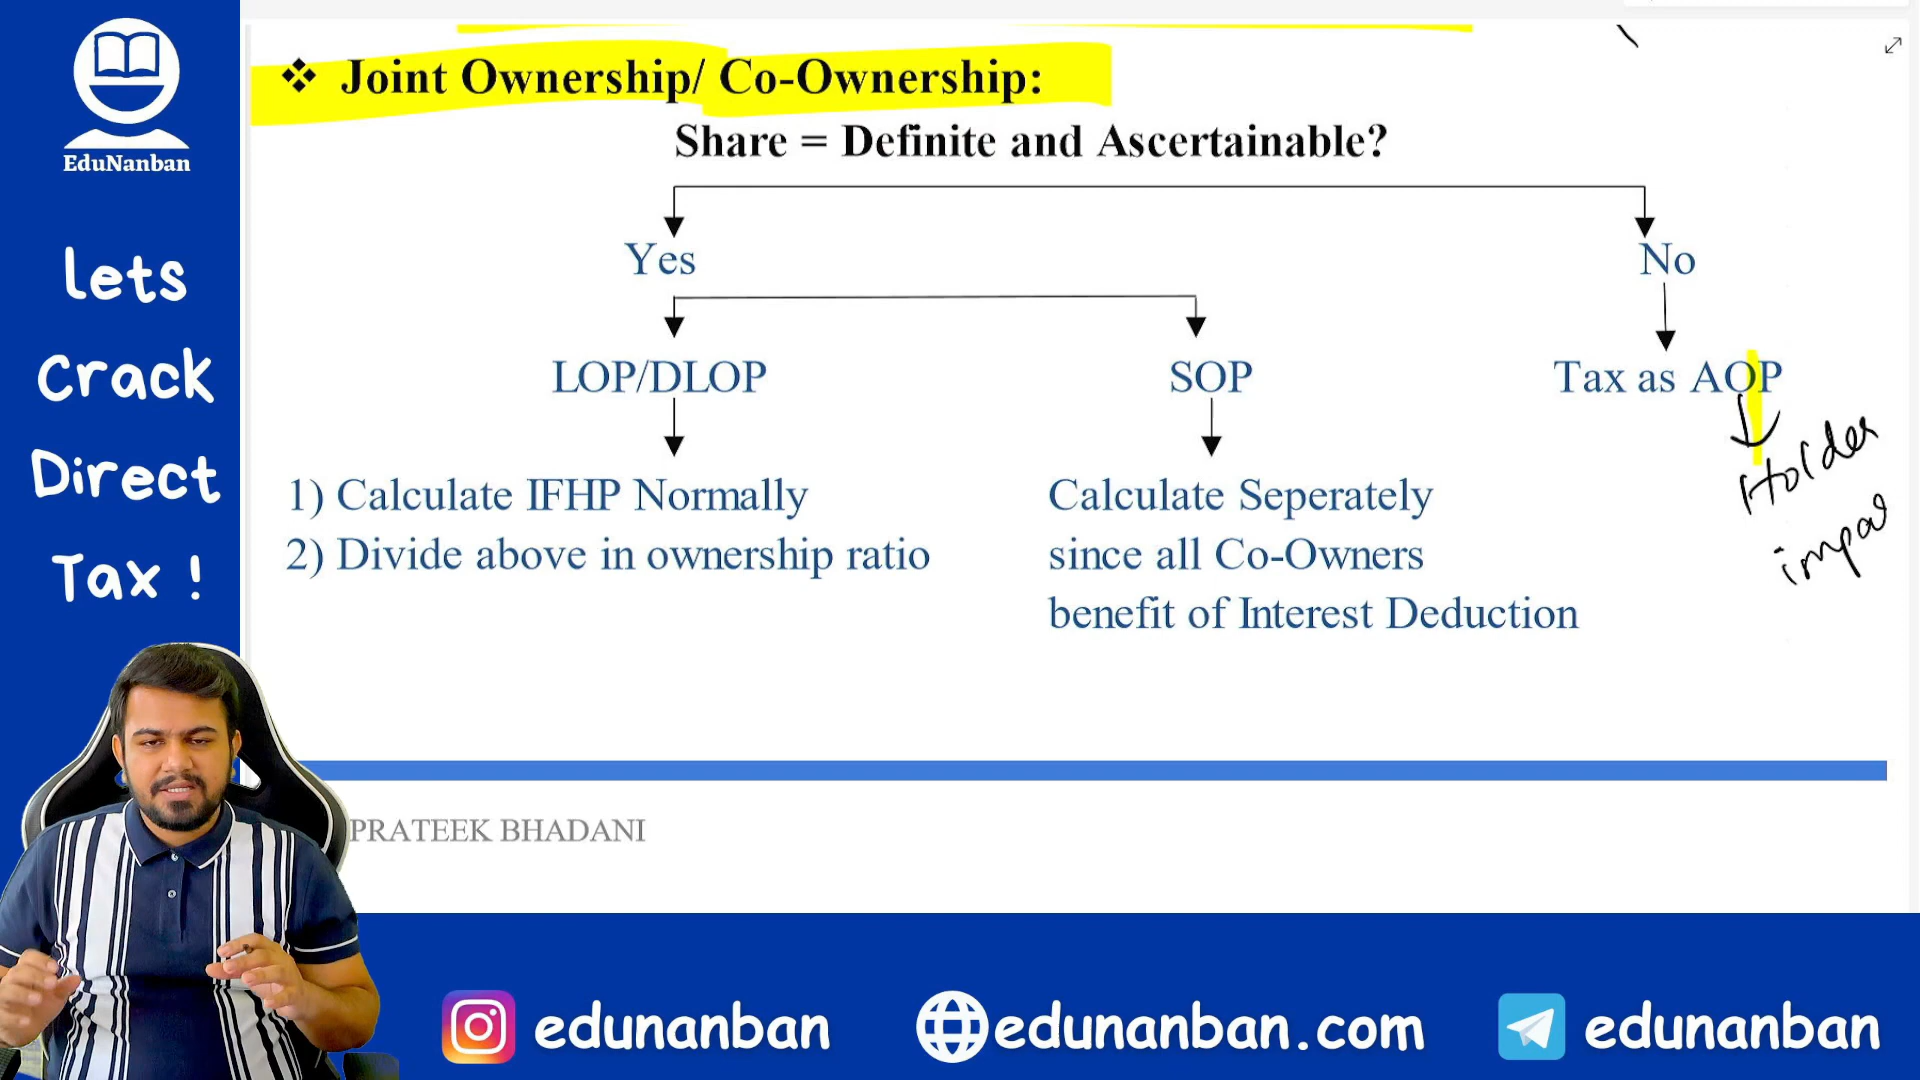 EduNanban
Lets
Crack
Direct
Tax !
❖ Joint Ownership/ Co-Ownership:
Share = Definite and Ascertainable?
Yes
No
LOP/DLOP
SOP
Tax as AOP
Holder
1) Calculate IFHP Normally
2) Divide above in ownership ratio
Calculate Seperately
since all Co-Owners
benefit of Interest Deduction
PRATEEK BHADANI
edunanban
edunanban.com
edunanban